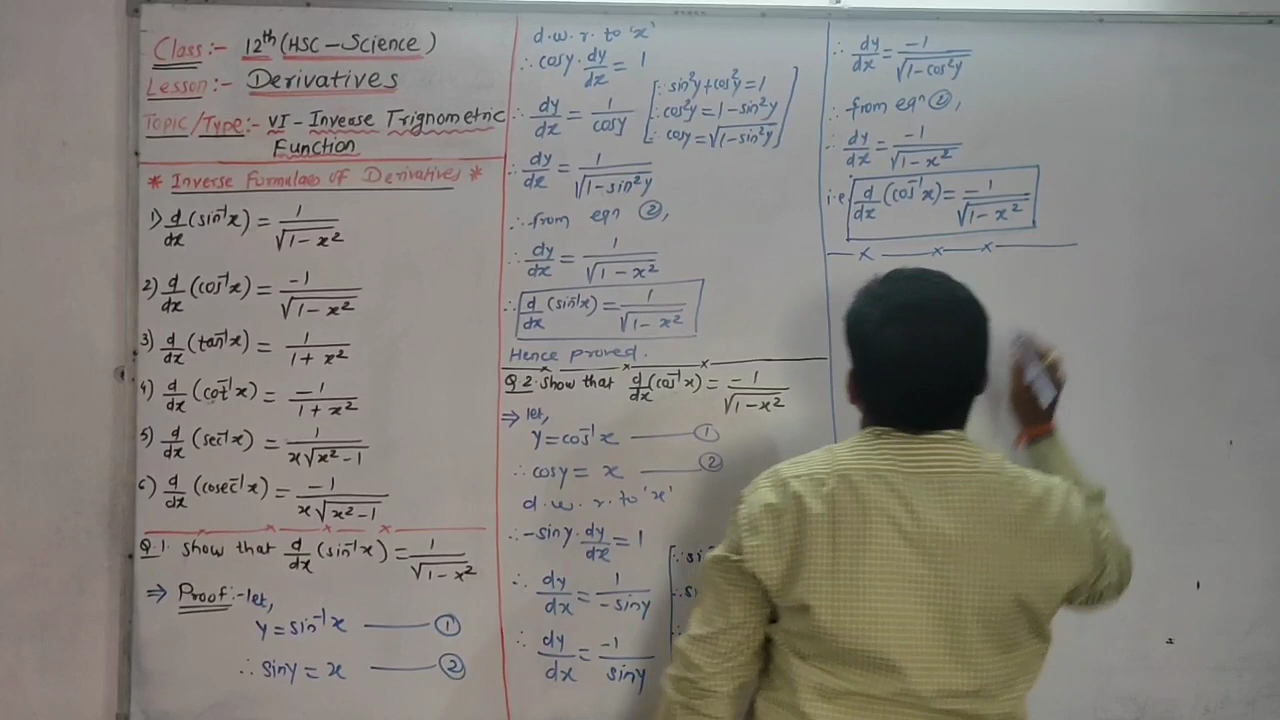 Class:- 12th (HSC-Science)
Lesson:- Derivatives
Topic/Type:- VI - Inverse Trignometric
Function
* Inverse Formulaes of Derivatives *
1) d/dx (sin⁻¹x) = 1/√(1-x²)
2) d/dx (cos⁻¹x) = -1/√(1-x²)
3) d/dx (tan⁻¹x) = 1/(1+x²)
4) d/dx (cot⁻¹x) = -1/(1+x²)
5) d/dx (sec⁻¹x) = 1/(x√(x²-1))
6) d/dx (cosec⁻¹x) = -1/(x√(x²-1))
Q.1. Show that d/dx (sin⁻¹x) = 1/√(1-x²)
⇒ Proof:- let,
y = sin⁻¹x —— ①
∴ siny = x —— ②
d.w.r.to 'x'
∴ cosy · dy/dx = 1
∴ dy/dx = 1/cosy
[∵ sin²y + cos²y = 1
∴ cos²y = 1 - sin²y
∴ cosy = √(1-sin²y)]
∴ dy/dx = 1/√(1-sin²y)
∴ from eqn ②,
∴ dy/dx = 1/√(1-x²)
∴ d/dx (sin⁻¹x) = 1/√(1-x²)
Hence proved.
Q.2. Show that d/dx (cos⁻¹x) = -1/√(1-x²)
⇒ let,
y = cos⁻¹x —— ①
∴ cosy = x —— ②
d.w.r.to 'x'
∴ -siny · dy/dx = 1
∴ dy/dx = 1/-siny
∴ dy/dx = -1/siny
∴ dy/dx = -1/√(1-cos²y)
∴ from eqn ②,
∴ dy/dx = -1/√(1-x²)
i.e. d/dx (cos⁻¹x) = -1/√(1-x²)